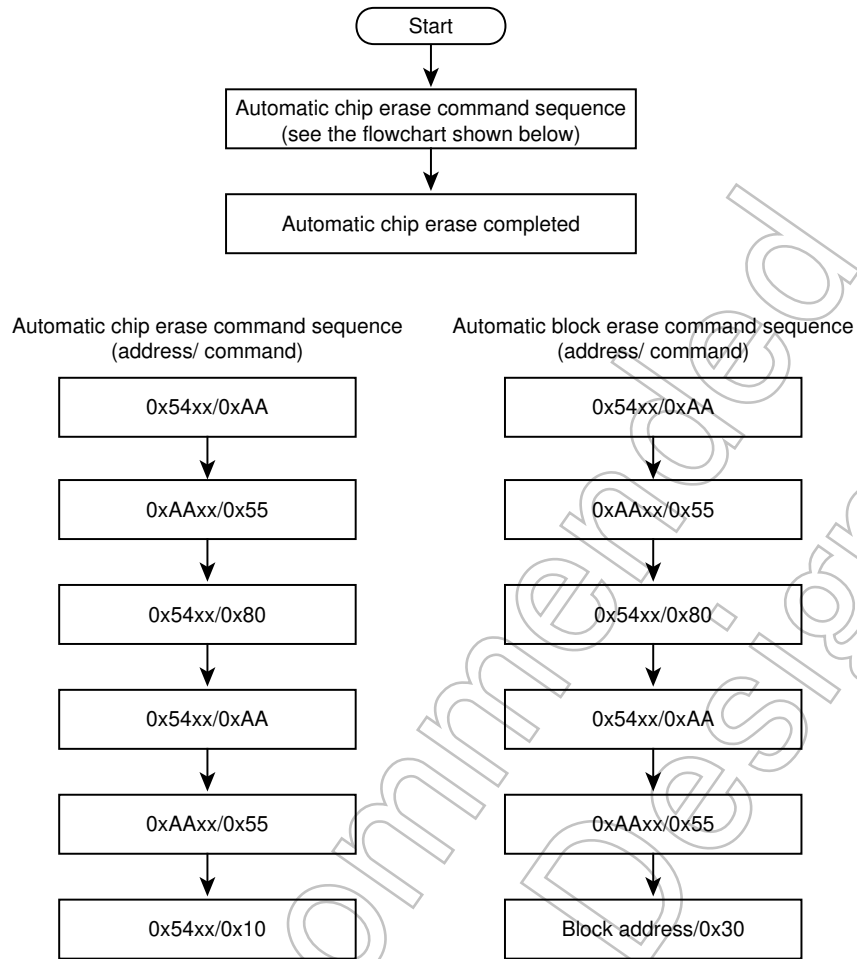 Start
Automatic chip erase command sequence
(see the flowchart shown below)
Automatic chip erase completed
Automatic chip erase command sequence
(address/ command)
0x54xx/0xAA
0xAAxx/0x55
0x54xx/0x80
0x54xx/0xAA
0xAAxx/0x55
0x54xx/0x10
Automatic block erase command sequence
(address/ command)
0x54xx/0xAA
0xAAxx/0x55
0x54xx/0x80
0x54xx/0xAA
0xAAxx/0x55
Block address/0x30
ommended
Design